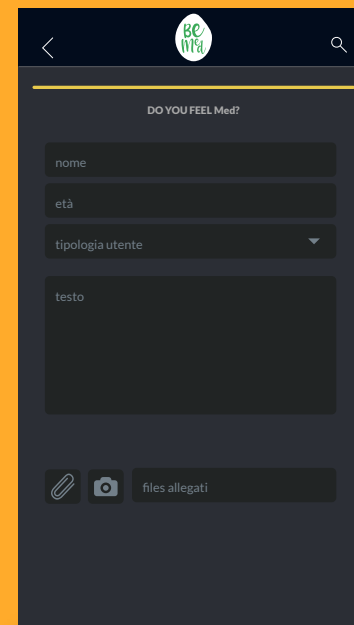 Be
Med
DO YOU FEEL Med?
nome
età
tipologia utente
testo
files allegati